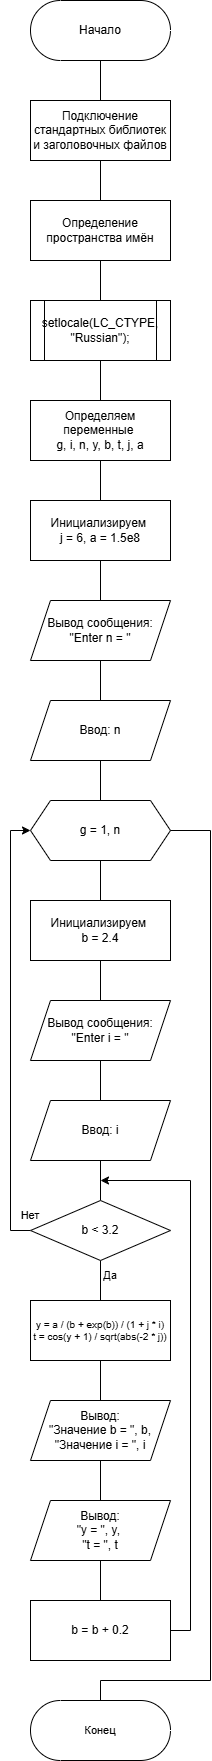 Начало
Подключение
стандартных библиотек
и заголовочных файлов
Определение
пространства имён
setlocale(LC_CTYPE,
"Russian");
Определяем
переменные
g, i, n, y, b, t, j, a
Инициализируем
j = 6, a = 1.5e8
Вывод сообщения:
"Enter n = "
Ввод: n
g = 1, n
Инициализируем
b = 2.4
Вывод сообщения:
"Enter i = "
Ввод: i
Нет
b < 3.2
Да
y = a / (b + exp(b)) / (1 + j * i)
t = cos(y + 1) / sqrt(abs(-2 * j))
Вывод:
"Значение b = ", b,
"Значение i = ", i
Вывод:
"y = ", y,
"t = ", t
b = b + 0.2
Конец